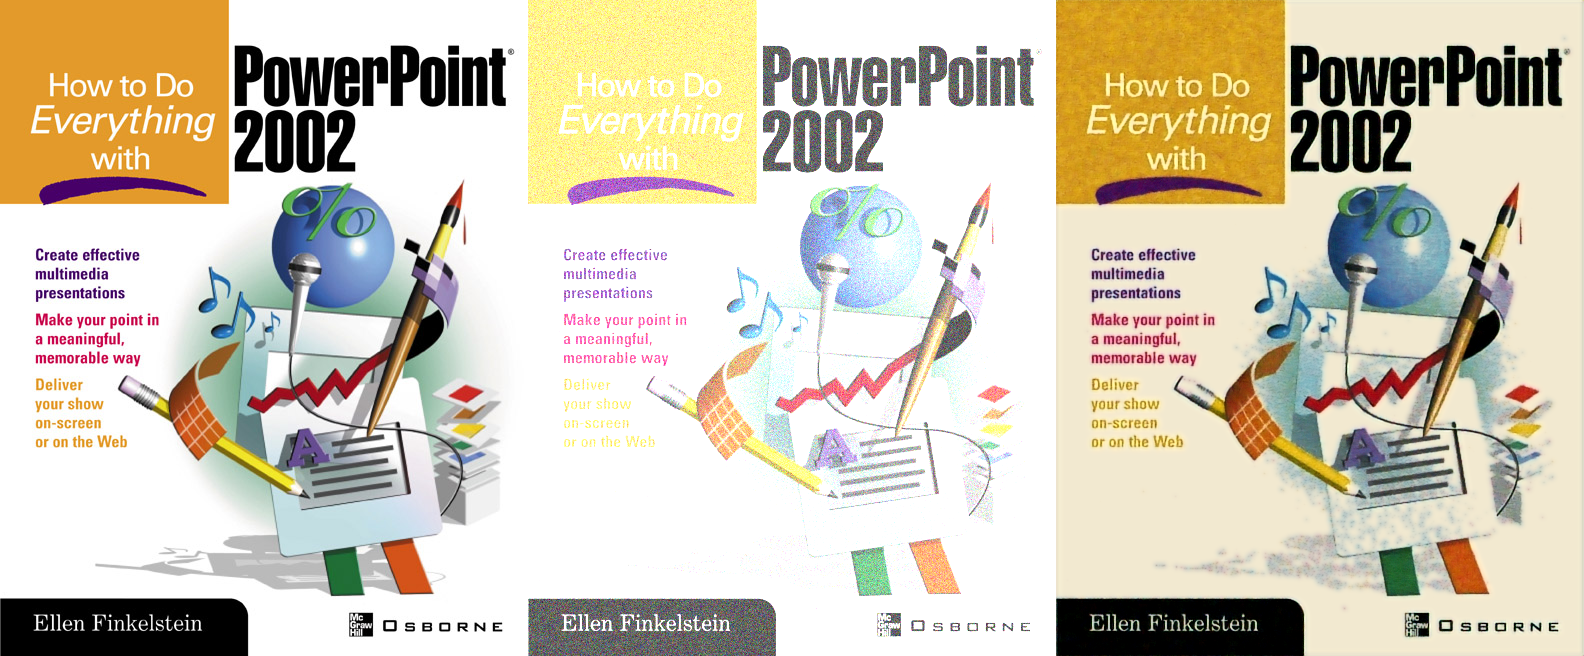 How to Do
Everything
with
PowerPoint®
2002
%
Create effective
multimedia
presentations
Make your point in
a meaningful,
memorable way
Deliver
your show
on-screen
or on the Web
A
Ellen Finkelstein
Mc
Graw
Hill
OSBORNE
How to Do
Everything
with
PowerPoint®
2002
%
Create effective
multimedia
presentations
Make your point in
a meaningful,
memorable way
Deliver
your show
on-screen
or on the Web
A
Ellen Finkelstein
Mc
Graw
Hill
OSBORNE
How to Do
Everything
with
PowerPoint®
2002
%
Create effective
multimedia
presentations
Make your point in
a meaningful,
memorable way
Deliver
your show
on-screen
or on the Web
A
Ellen Finkelstein
Mc
Graw
Hill
OSBORNE